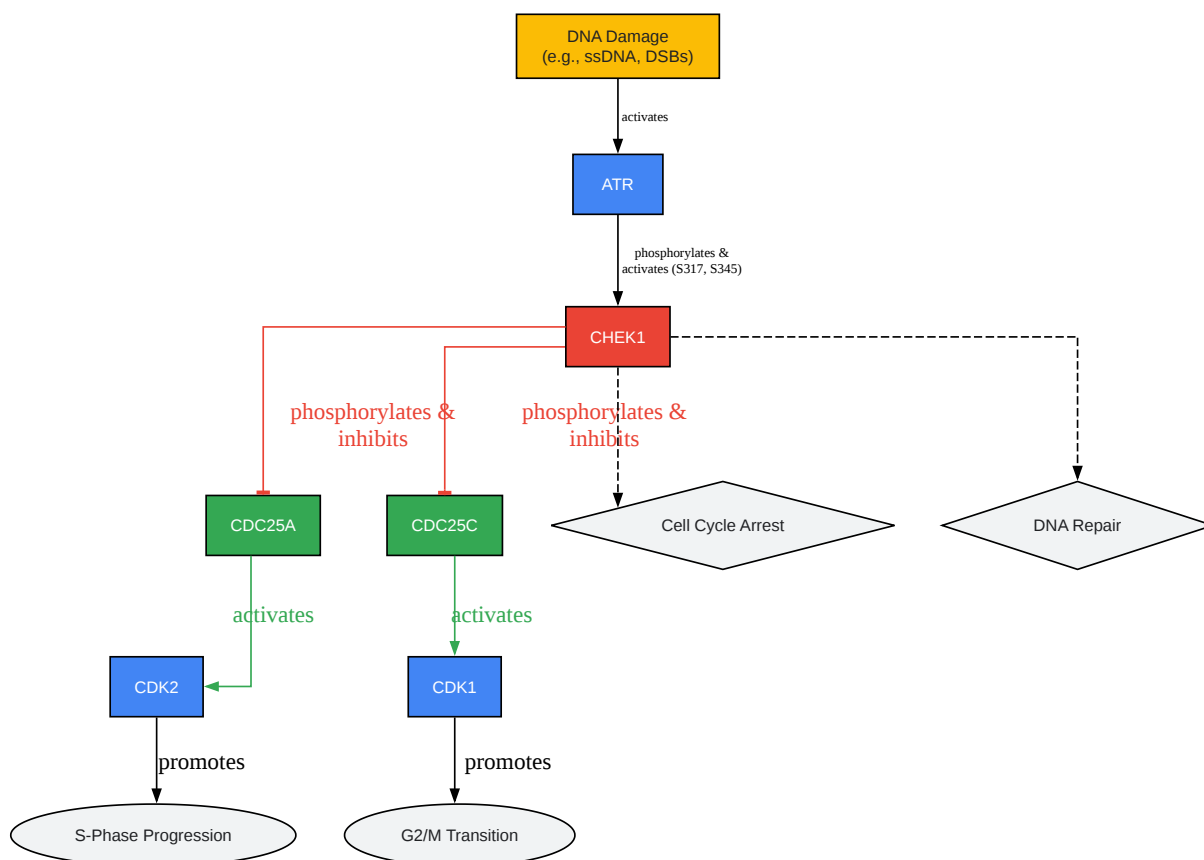 DNA Damage
(e.g., ssDNA, DSBs)
activates
ATR
phosphorylates &
activates (S317, S345)
CHEK1
phosphorylates &
inhibits
phosphorylates &
inhibits
CDC25A
CDC25C
Cell Cycle Arrest
DNA Repair
activates
activates
CDK2
CDK1
promotes
promotes
S-Phase Progression
G2/M Transition